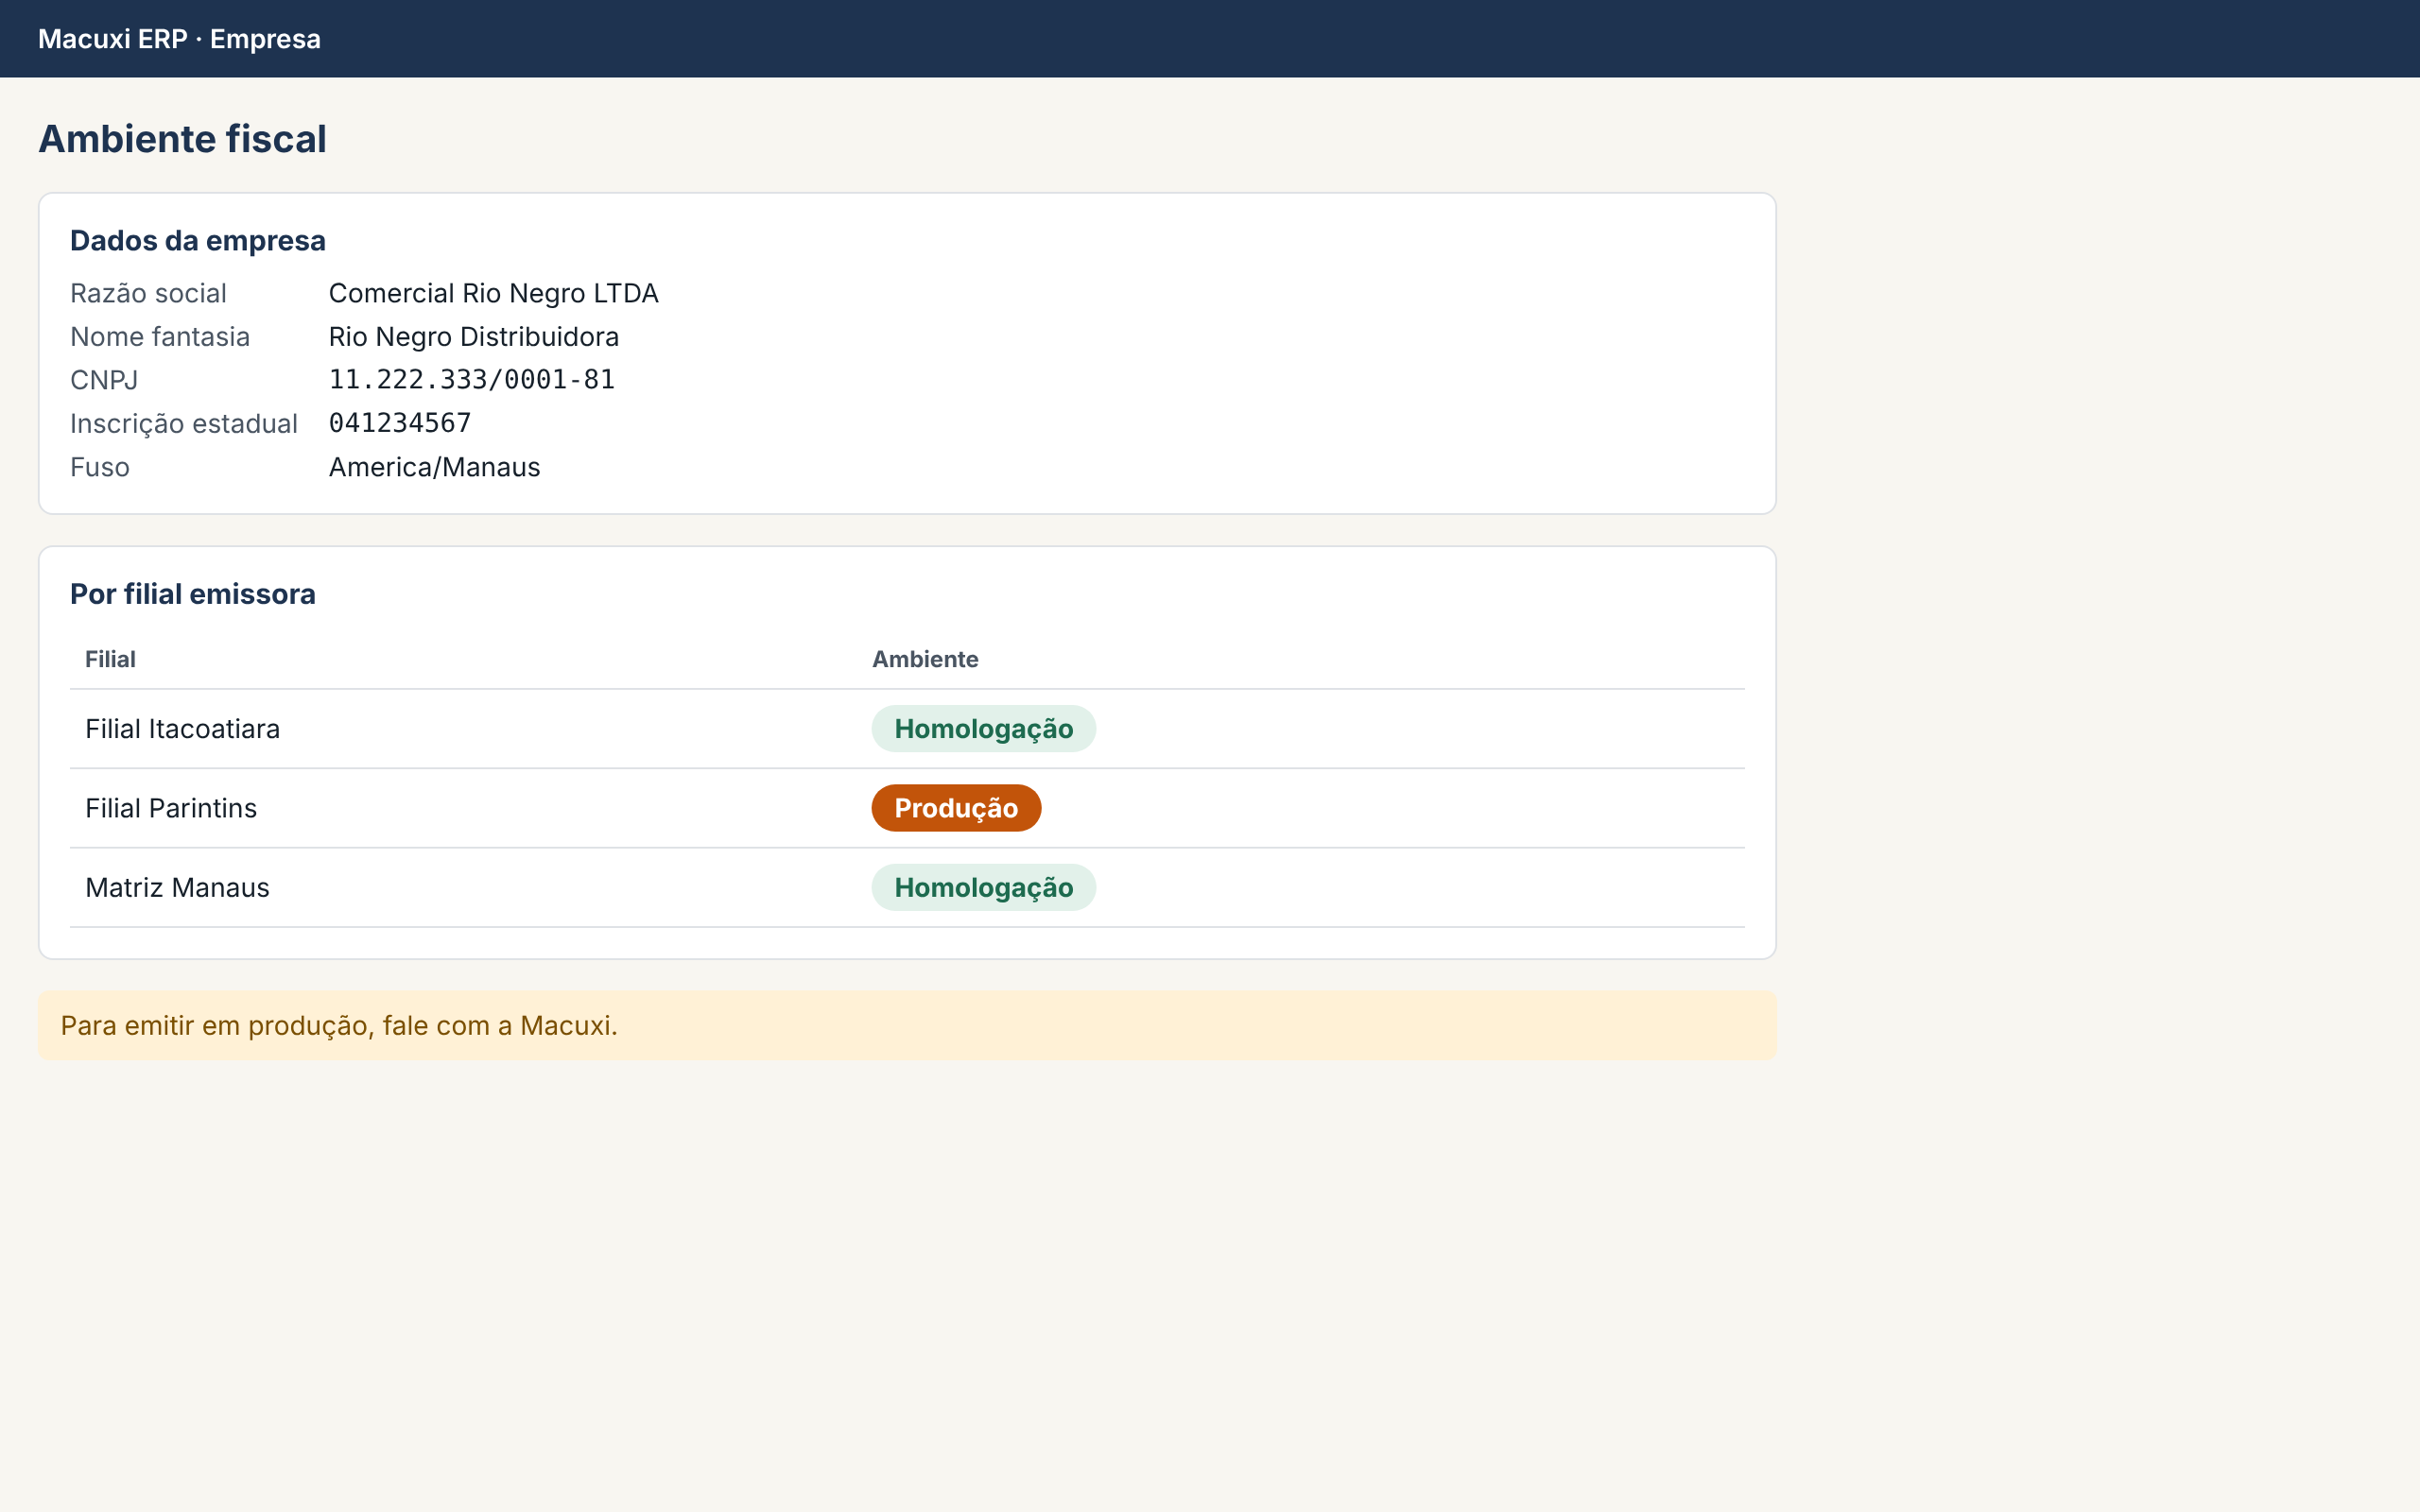 Macuxi ERP · Empresa
Ambiente fiscal
Dados da empresa
Razão social Comercial Rio Negro LTDA
Nome fantasia Rio Negro Distribuidora
CNPJ 11.222.333/0001-81
Inscrição estadual 041234567
Fuso America/Manaus
Por filial emissora
Filial Ambiente
Filial Itacoatiara Homologação
Filial Parintins Produção
Matriz Manaus Homologação
Para emitir em produção, fale com a Macuxi.